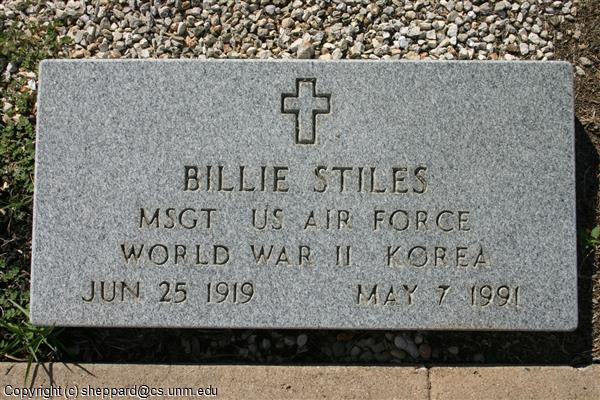 BILLIE STILES
MSGT US AIR FORCE
WORLD WAR II KOREA
JUN 25 1919 MAY 7 1991
Copyright (c) sheppard@cs.unm.edu